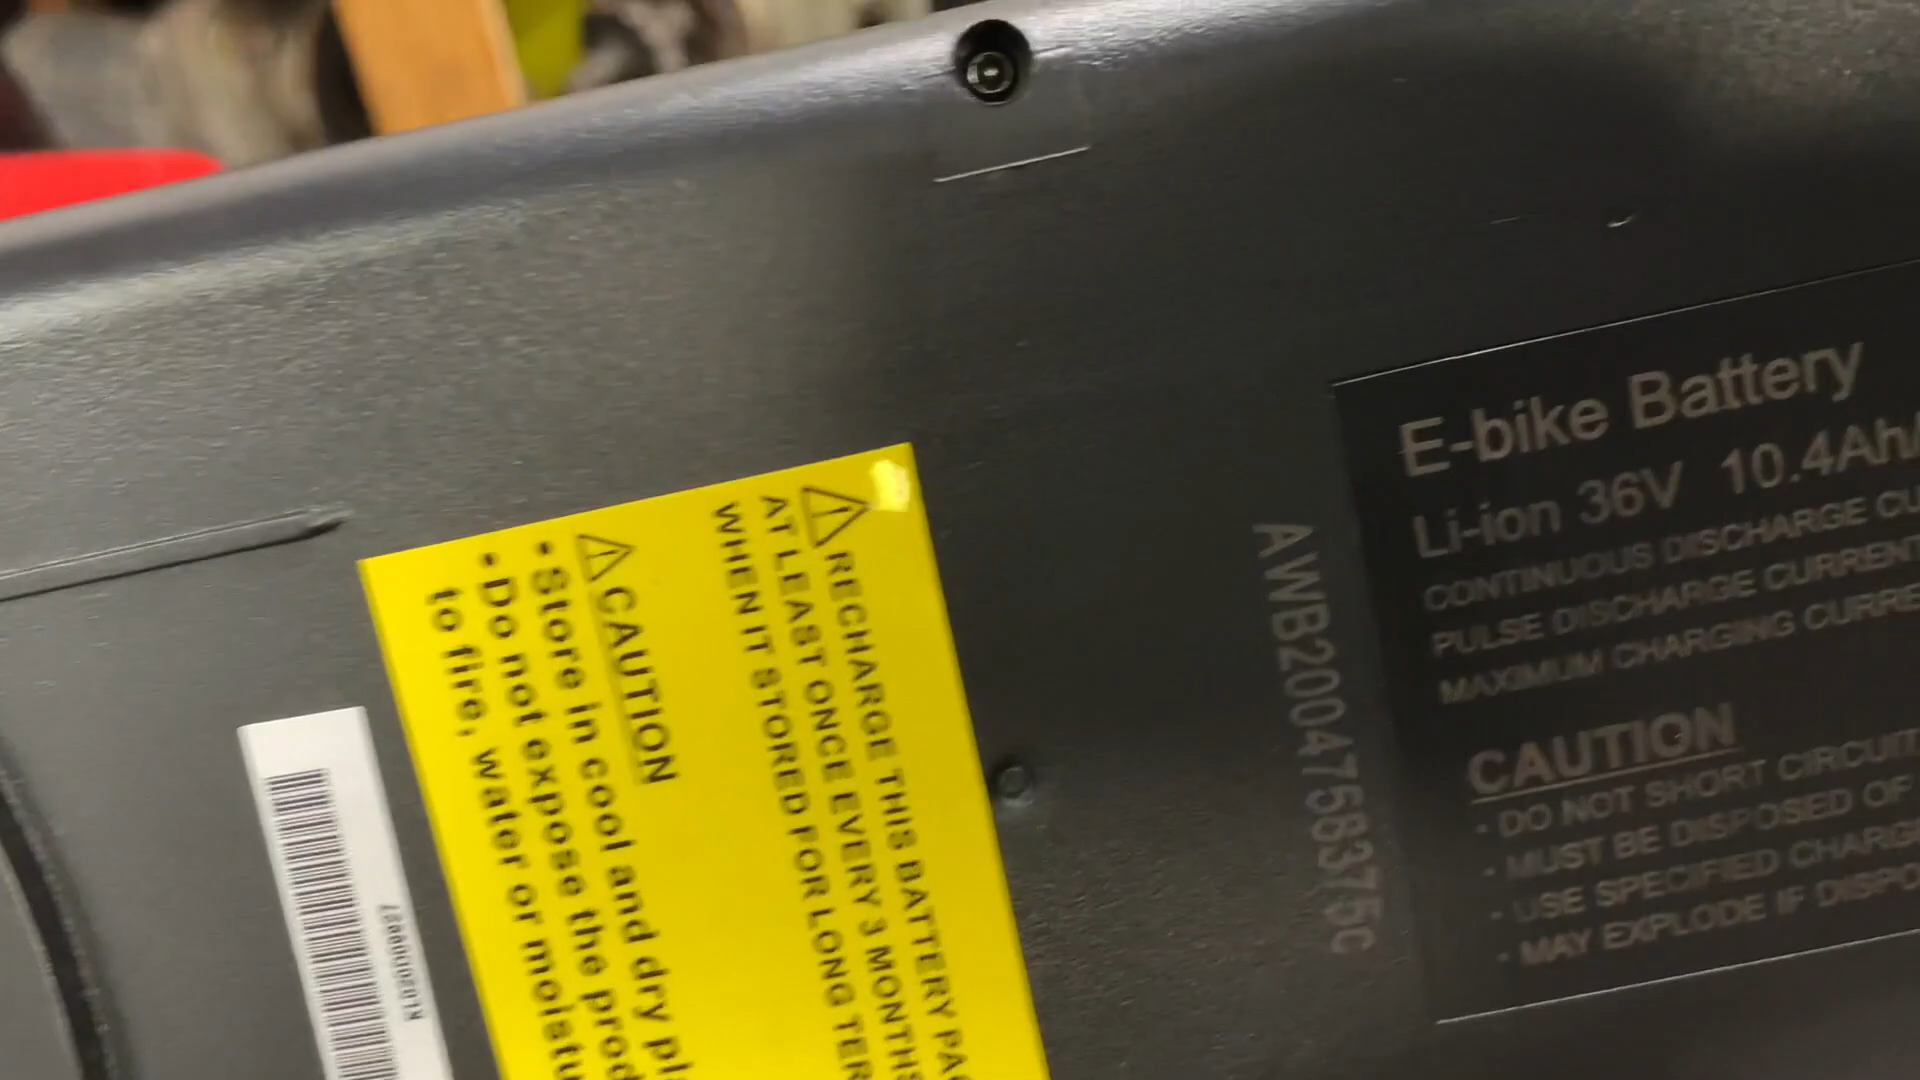 E-bike Battery
Li-ion 36V 10.4Ah/
CONTINUOUS DISCHARGE CU
PULSE DISCHARGE CURRENT
MAXIMUM CHARGING CURRE
CAUTION
· DO NOT SHORT CIRCUIT
· MUST BE DISPOSED OF
· USE SPECIFIED CHARG
· MAY EXPLODE IF DISPO
AWB2004758375c
⚠RECHARGE THIS BATTERY PAC
AT LEAST ONCE EVERY 3 MONTHS
WHEN IT STORED FOR LONG TER
⚠CAUTION
• Store in cool and dry pla
• Do not expose the prod
to fire, water or moistu